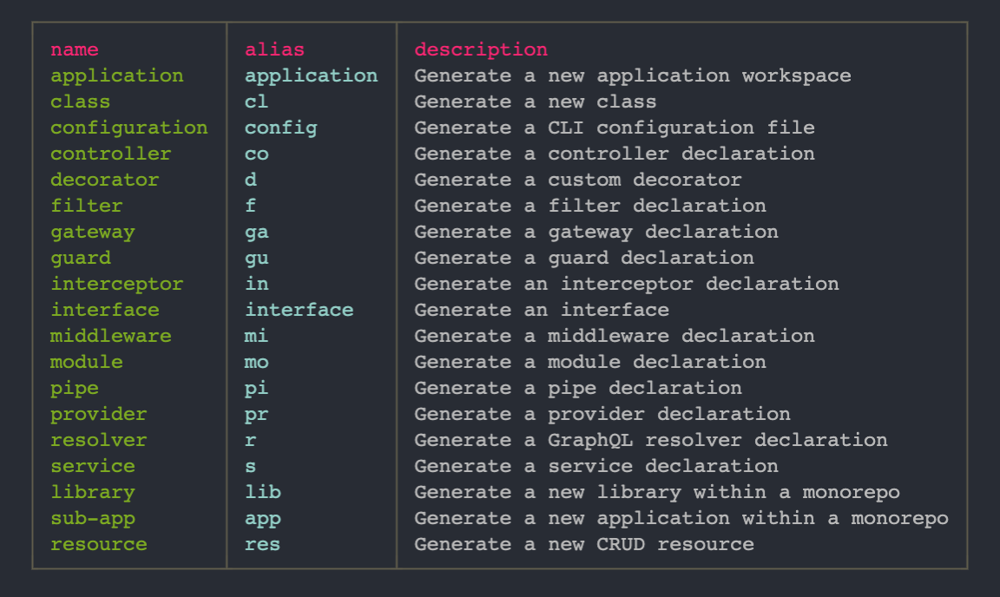 name alias description
application application Generate a new application workspace
class cl Generate a new class
configuration config Generate a CLI configuration file
controller co Generate a controller declaration
decorator d Generate a custom decorator
filter f Generate a filter declaration
gateway ga Generate a gateway declaration
guard gu Generate a guard declaration
interceptor in Generate an interceptor declaration
interface interface Generate an interface
middleware mi Generate a middleware declaration
module mo Generate a module declaration
pipe pi Generate a pipe declaration
provider pr Generate a provider declaration
resolver r Generate a GraphQL resolver declaration
service s Generate a service declaration
library lib Generate a new library within a monorepo
sub-app app Generate a new application within a monorepo
resource res Generate a new CRUD resource